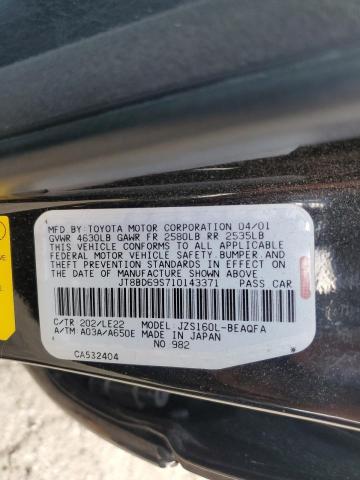 MFD. BY TOYOTA MOTOR CORPORATION 04/01
GVWR 4630LB GAWR FR 2580LB RR 2535LB
THIS VEHICLE CONFORMS TO ALL APPLICABLE
FEDERAL MOTOR VEHICLE SAFETY, BUMPER, AND
THEFT PREVENTION STANDARDS IN EFFECT ON
THE DATE OF MANUFACTURE SHOWN ABOVE.
JT8BD69S710143371 PASS CAR
C/TR 202/LE22 MODEL JZS160L-BEAQFA
A/TM A03A/A650E MADE IN JAPAN
NO 982
CA532404